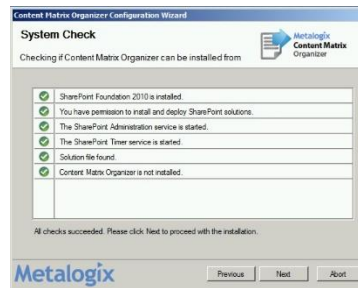 Content Matrix Organizer Configuration Wizard
System Check
Checking if Content Matrix Organizer can be installed from
Metalogix
Content Matrix
Organizer
SharePoint Foundation 2010 is installed.
You have permission to install and deploy SharePoint solutions.
The SharePoint Administration service is started.
The SharePoint Timer service is started.
Solution file found.
Content Matrix Organizer is not installed.
All checks succeeded. Please click Next to proceed with the installation.
Metalogix
Previous
Next
Abort